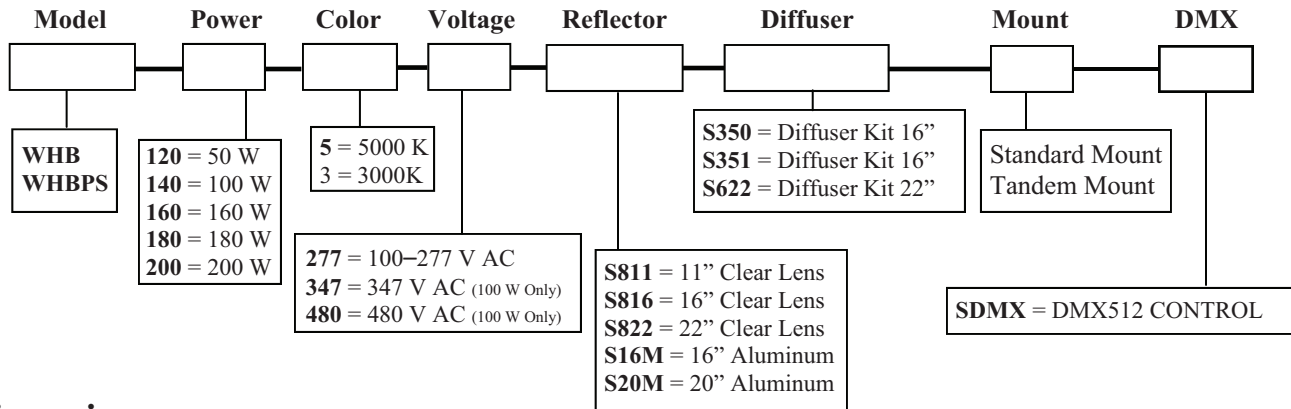 Model Power Color Voltage Reflector Diffuser Mount DMX
WHB
WHBPS
120 = 50 W
140 = 100 W
160 = 160 W
180 = 180 W
200 = 200 W
5 = 5000 K
3 = 3000K
277 = 100–277 V AC
347 = 347 V AC (100 W Only)
480 = 480 V AC (100 W Only)
S811 = 11” Clear Lens
S816 = 16” Clear Lens
S822 = 22” Clear Lens
S16M = 16” Aluminum
S20M = 20” Aluminum
S350 = Diffuser Kit 16”
S351 = Diffuser Kit 16”
S622 = Diffuser Kit 22”
Standard Mount
Tandem Mount
SDMX = DMX512 CONTROL